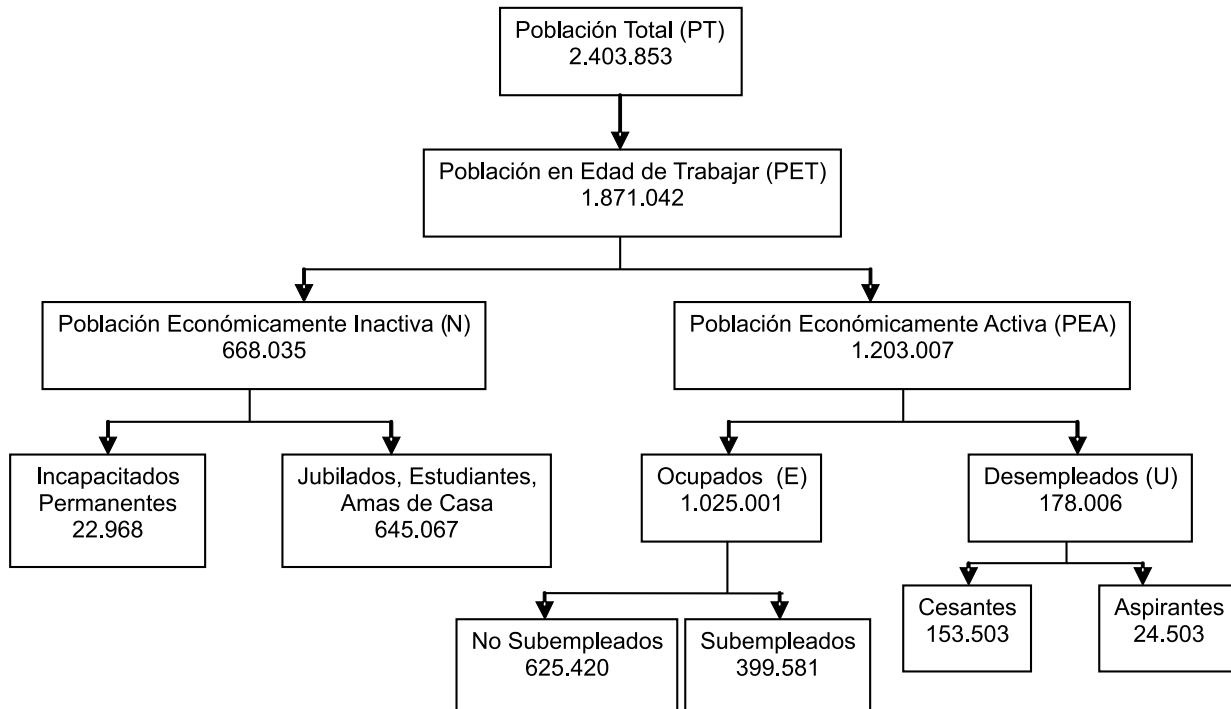 Población Total (PT)
2.403.853
Población en Edad de Trabajar (PET)
1.871.042
Población Económicamente Inactiva (N)
668.035
Población Económicamente Activa (PEA)
1.203.007
Incapacitados
Permanentes
22.968
Jubilados, Estudiantes,
Amas de Casa
645.067
Ocupados (E)
1.025.001
Desempleados (U)
178.006
No Subempleados
625.420
Subempleados
399.581
Cesantes
153.503
Aspirantes
24.503